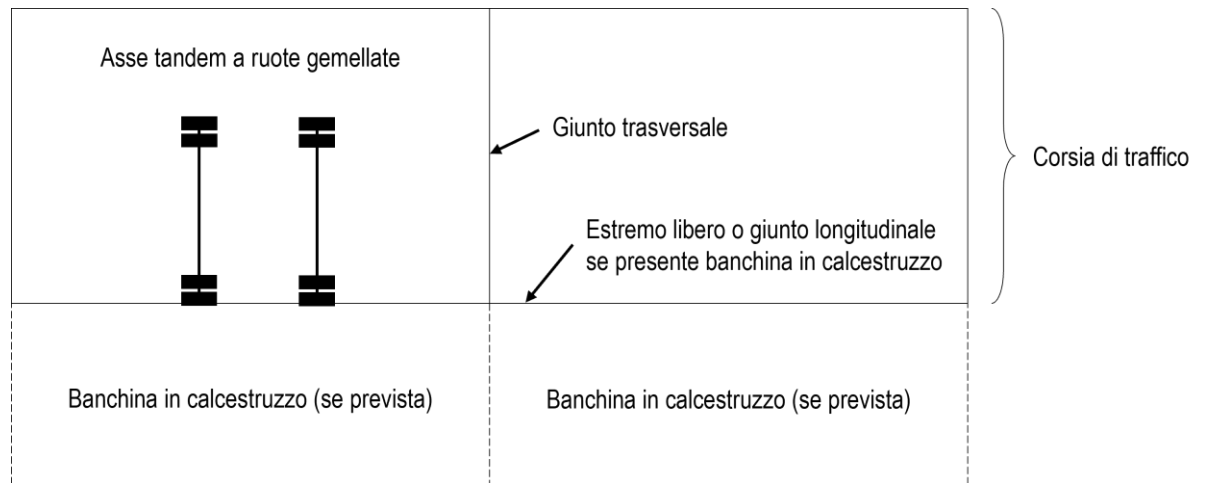 Asse tandem a ruote gemellate
Giunto trasversale
Corsia di traffico
Estremo libero o giunto longitudinale
se presente banchina in calcestruzzo
Banchina in calcestruzzo (se prevista)
Banchina in calcestruzzo (se prevista)